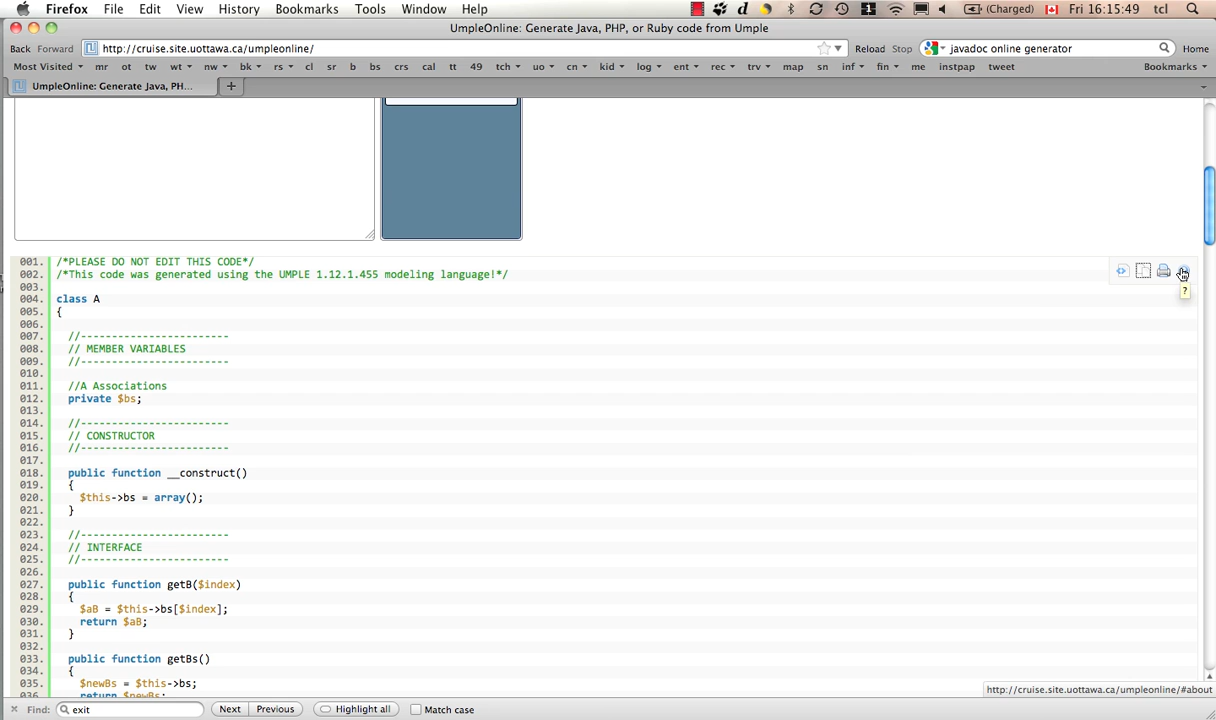 Firefox File Edit View History Bookmarks Tools Window Help (Charged) Fri 16:15:49 tcl
UmpleOnline: Generate Java, PHP, or Ruby code from Umple
Back Forward http://cruise.site.uottawa.ca/umpleonline/ Reload Stop javadoc online generator Home
Most Visited mr ot tw wt nw bk rs cl sr b bs crs cal tt 49 tch uo cn kid log ent rec trv map sn inf fin me instpap tweet Bookmarks
UmpleOnline: Generate Java, PH... +
001. /*PLEASE DO NOT EDIT THIS CODE*/
002. /*This code was generated using the UMPLE 1.12.1.455 modeling language!*/
003.
004. class A
005. {
?
006.
007. //------------------------
008. // MEMBER VARIABLES
009. //------------------------
010.
011. //A Associations
012. private $bs;
013.
014. //------------------------
015. // CONSTRUCTOR
016. //------------------------
017.
018. public function __construct()
019. {
020. $this->bs = array();
021. }
022.
023. //------------------------
024. // INTERFACE
025. //------------------------
026.
027. public function getB($index)
028. {
029. $aB = $this->bs[$index];
030. return $aB;
031. }
032.
033. public function getBs()
034. {
035. $newBs = $this->bs;
036. return $newBs;
http://cruise.site.uottawa.ca/umpleonline/#about
Find: exit Next Previous Highlight all Match case